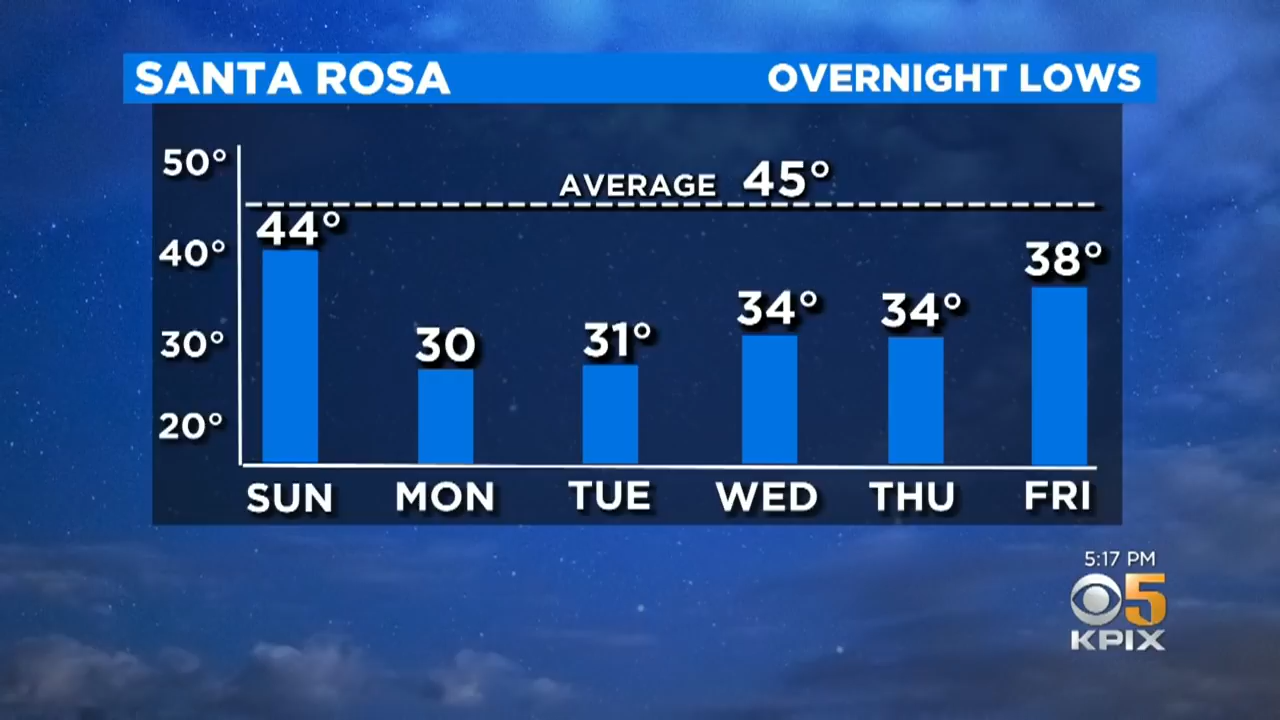 SANTA ROSA OVERNIGHT LOWS
50°
AVERAGE 45°
44°
40°
38°
34° 34°
30 31°
30°
20°
SUN MON TUE WED THU FRI
5:17 PM
5
KPIX